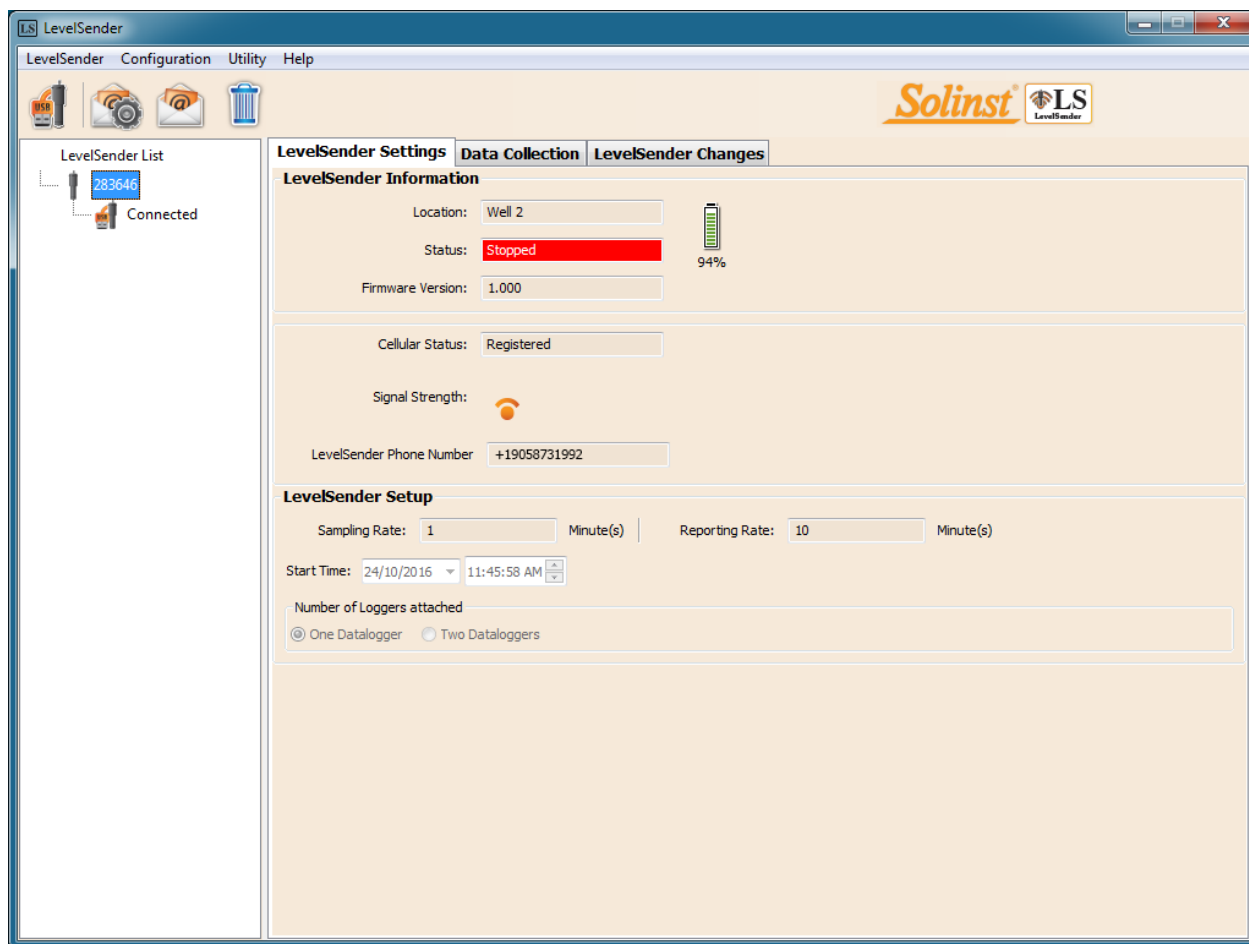 LS LevelSender
LevelSender Configuration Utility Help
USR
@
Solinst® LS
LevelSender
LevelSender List
283646
Connected
LevelSender Settings Data Collection LevelSender Changes
LevelSender Information
Location: Well 2
Status: Stopped
94%
Firmware Version: 1.000
Cellular Status: Registered
Signal Strength:
LevelSender Phone Number +19058731992
LevelSender Setup
Sampling Rate: 1 Minute(s) Reporting Rate: 10 Minute(s)
Start Time: 24/10/2016 11:45:58 AM
Number of Loggers attached
One Datalogger Two Dataloggers